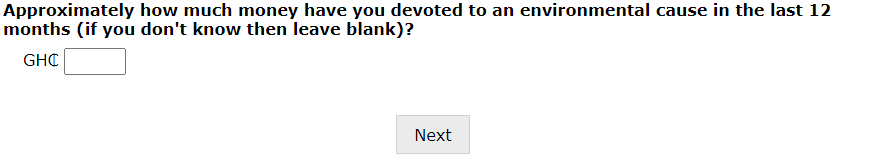 Approximately how much money have you devoted to an environmental cause in the last 12
months (if you don't know then leave blank)?
GH₵
Next